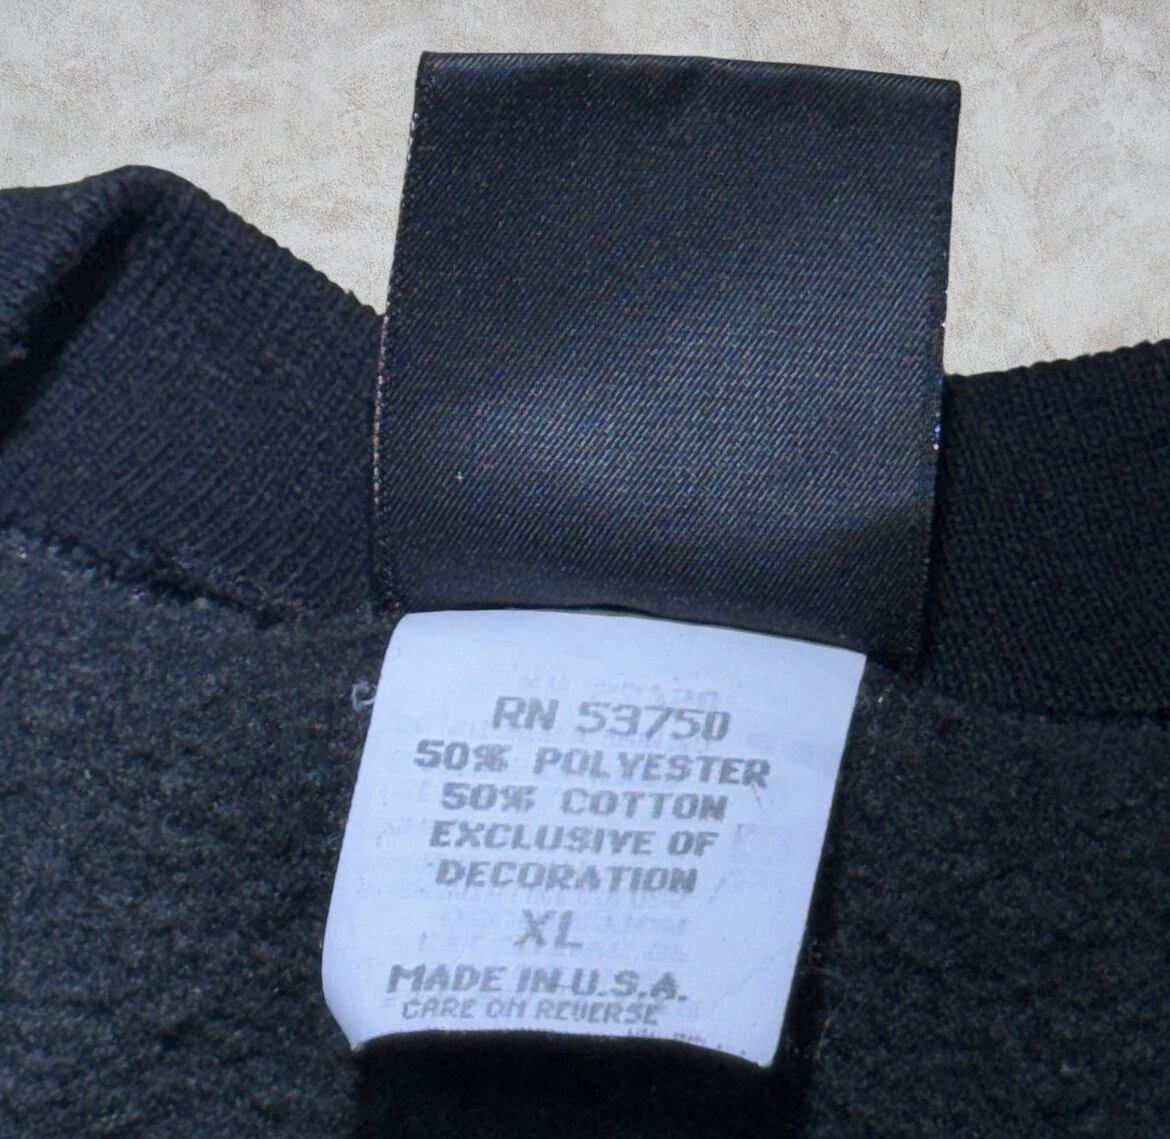 RN 53750
50% POLYESTER
50% COTTON
EXCLUSIVE OF
DECORATION
XL
MADE IN U.S.A.
CARE ON REVERSE